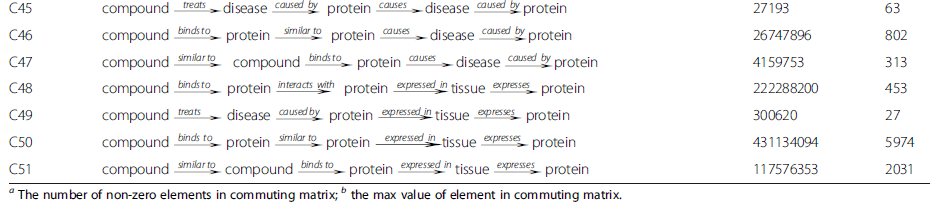 C45 compound treats disease caused by protein causes disease caused by protein 27193 63
C46 compound binds to protein similar to protein causes disease caused by protein 26747896 802
C47 compound similar to compound binds to protein causes disease caused by protein 4159753 313
C48 compound binds to protein interacts with protein expressed in tissue expresses protein 222288200 453
C49 compound treats disease caused by protein expressed in tissue expresses protein 300620 27
C50 compound binds to protein similar to protein expressed in tissue expresses protein 431134094 5974
C51 compound similar to compound binds to protein expressed in tissue expresses protein 117576353 2031
a The number of non-zero elements in commuting matrix; b the max value of element in commuting matrix.